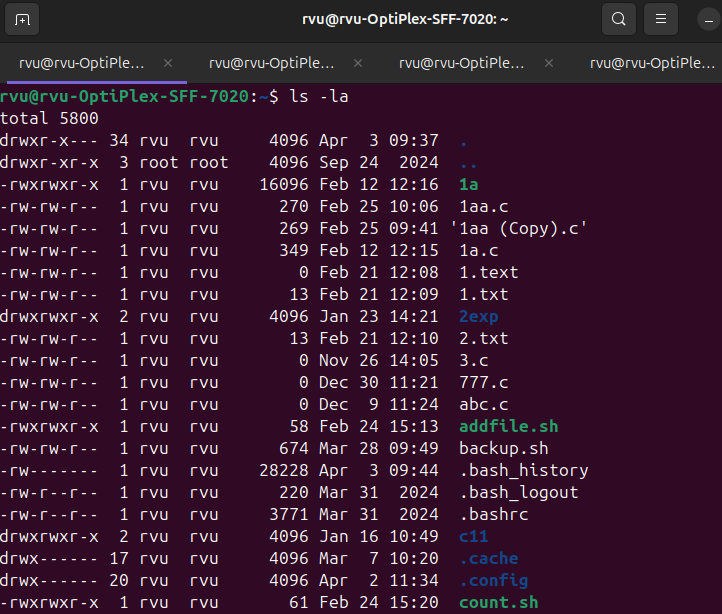 rvu@rvu-OptiPlex-SFF-7020: ~
rvu@rvu-OptiPlex... × rvu@rvu-OptiPlex... × rvu@rvu-OptiPlex... × rvu@rvu-OptiPlex...
rvu@rvu-OptiPlex-SFF-7020:~$ ls -la
total 5800
drwxr-x--- 34 rvu  rvu   4096 Apr  3 09:37 .
drwxr-xr-x  3 root root  4096 Sep 24  2024 ..
-rwxrwxr-x  1 rvu  rvu  16096 Feb 12 12:16 1a
-rw-rw-r--  1 rvu  rvu    270 Feb 25 10:06 1aa.c
-rw-rw-r--  1 rvu  rvu    269 Feb 25 09:41 '1aa (Copy).c'
-rw-rw-r--  1 rvu  rvu    349 Feb 12 12:15 1a.c
-rw-rw-r--  1 rvu  rvu      0 Feb 21 12:08 1.text
-rw-rw-r--  1 rvu  rvu     13 Feb 21 12:09 1.txt
drwxrwxr-x  2 rvu  rvu   4096 Jan 23 14:21 2exp
-rw-rw-r--  1 rvu  rvu     13 Feb 21 12:10 2.txt
-rw-rw-r--  1 rvu  rvu      0 Nov 26 14:05 3.c
-rw-rw-r--  1 rvu  rvu      0 Dec 30 11:21 777.c
-rw-rw-r--  1 rvu  rvu      0 Dec  9 11:24 abc.c
-rwxrwxr-x  1 rvu  rvu     58 Feb 24 15:13 addfile.sh
-rw-rw-r--  1 rvu  rvu    674 Mar 28 09:49 backup.sh
-rw-------  1 rvu  rvu  28228 Apr  3 09:44 .bash_history
-rw-r--r--  1 rvu  rvu    220 Mar 31  2024 .bash_logout
-rw-r--r--  1 rvu  rvu   3771 Mar 31  2024 .bashrc
drwxrwxr-x  2 rvu  rvu   4096 Jan 16 10:49 c11
drwx------ 17 rvu  rvu   4096 Mar  7 10:20 .cache
drwx------ 20 rvu  rvu   4096 Apr  2 11:34 .config
-rwxrwxr-x  1 rvu  rvu     61 Feb 24 15:20 count.sh